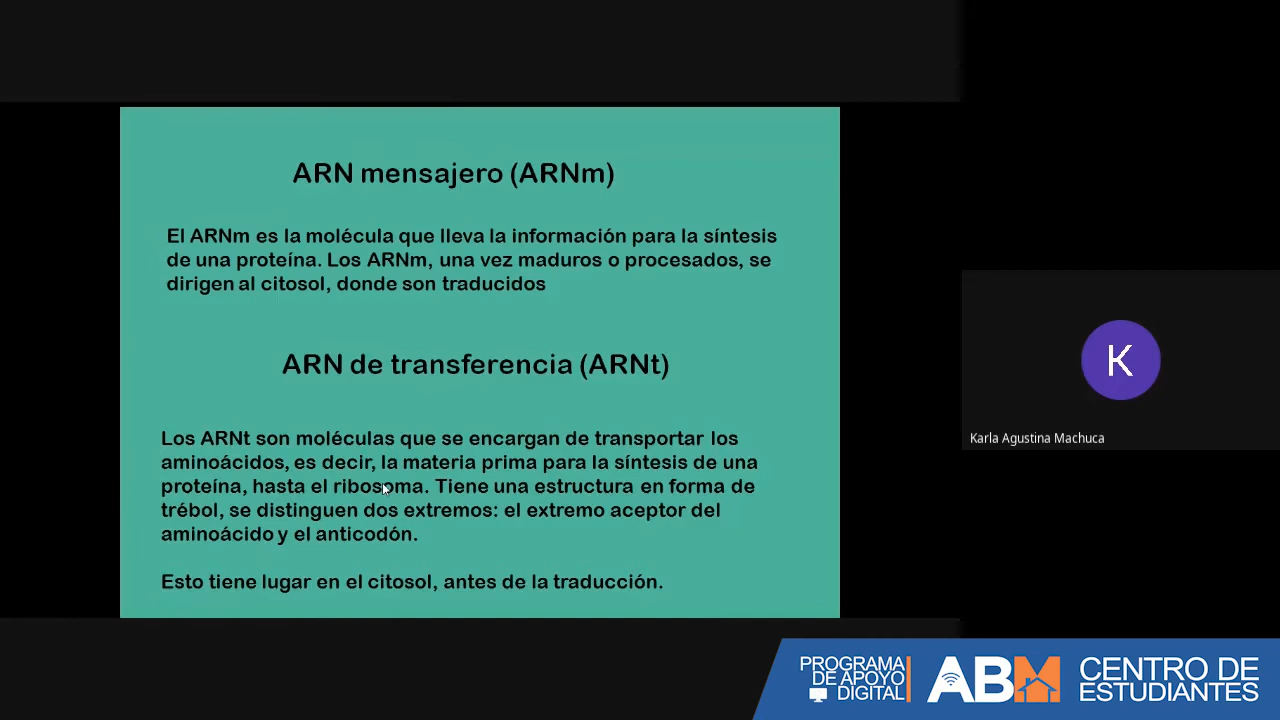 ARN mensajero (ARNm)
El ARNm es la molécula que lleva la información para la síntesis
de una proteína. Los ARNm, una vez maduros o procesados, se
dirigen al citosol, donde son traducidos
ARN de transferencia (ARNt)
Los ARNt son moléculas que se encargan de transportar los
aminoácidos, es decir, la materia prima para la síntesis de una
proteína, hasta el ribosoma. Tiene una estructura en forma de
trébol, se distinguen dos extremos: el extremo aceptor del
aminoácido y el anticodón.
Esto tiene lugar en el citosol, antes de la traducción.
K
Karla Agustina Machuca
PROGRAMA
DE APOYO
DIGITAL
ABM
CENTRO DE
ESTUDIANTES